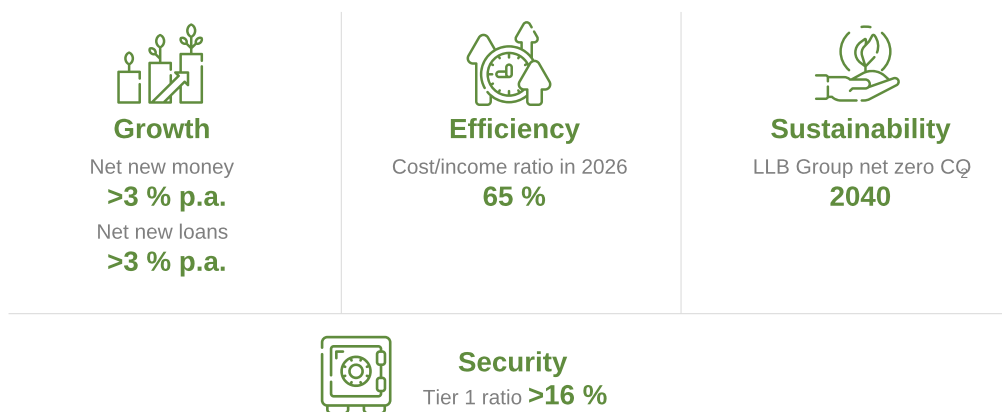 Growth
Net new money
>3 % p.a.
Net new loans
>3 % p.a.
Efficiency
Cost/income ratio in 2026
65 %
Sustainability
LLB Group net zero CO₂
2040
Security
Tier 1 ratio >16 %